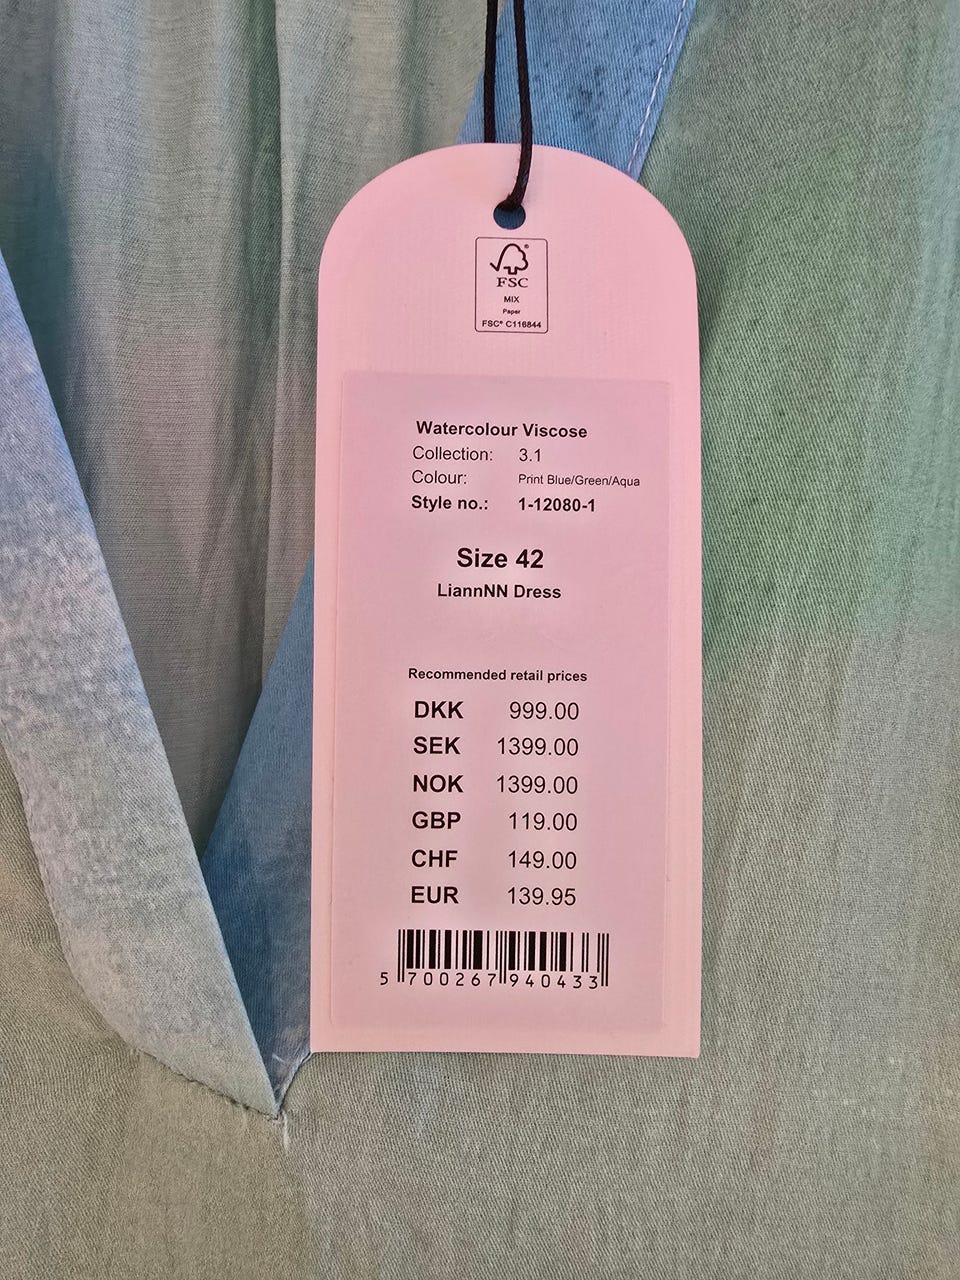 FSC®
MIX
Paper
FSC® C116844
Watercolour Viscose
Collection: 3.1
Colour: Print Blue/Green/Aqua
Style no.: 1-12080-1
Size 42
LiannNN Dress
Recommended retail prices
DKK 999.00
SEK 1399.00
NOK 1399.00
GBP 119.00
CHF 149.00
EUR 139.95
5 700267 940433